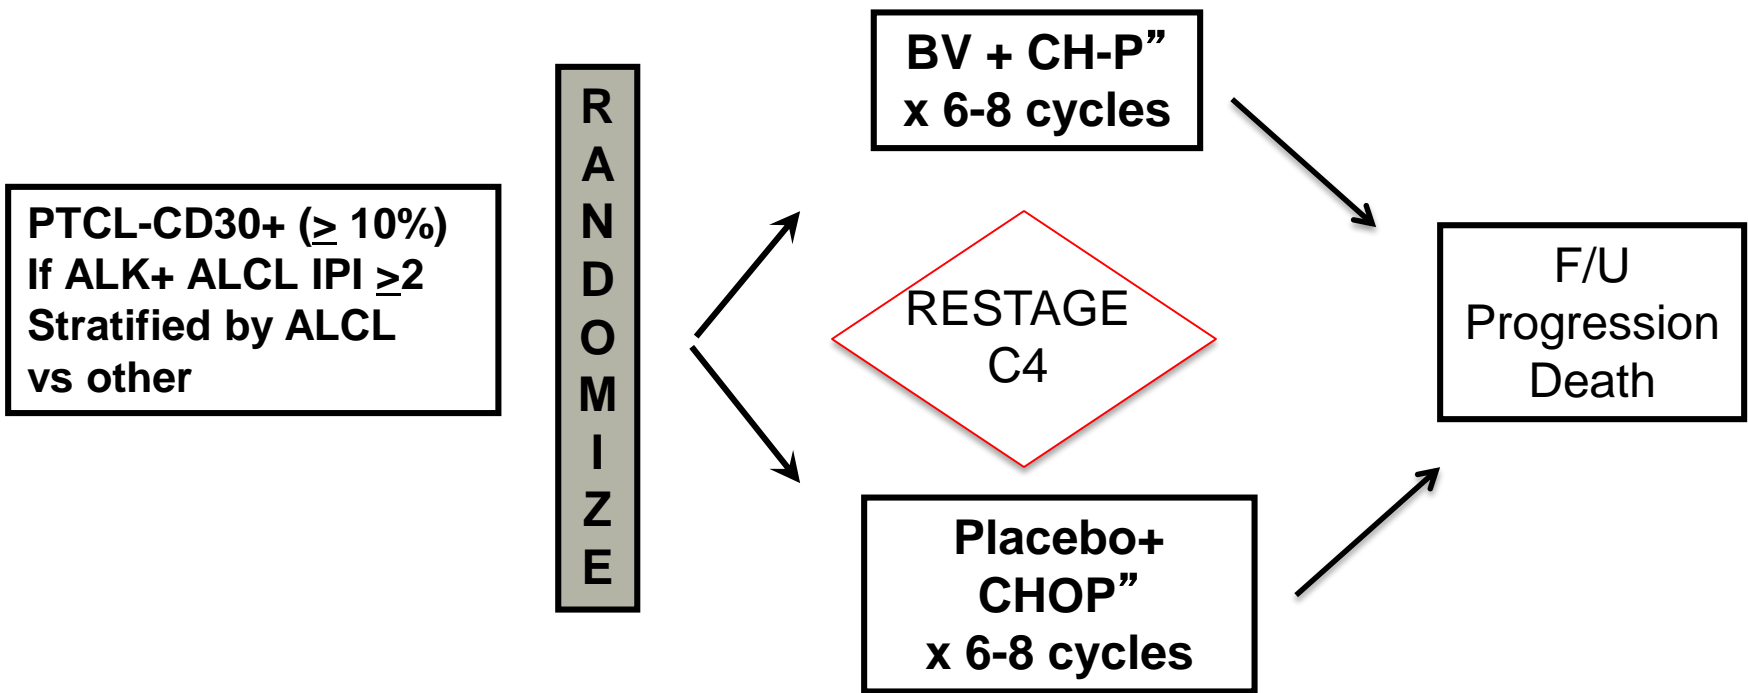 PTCL-CD30+ (≥ 10%)
If ALK+ ALCL IPI ≥2
Stratified by ALCL
vs other
R
A
N
D
O
M
I
Z
E
BV + CH-P”
x 6-8 cycles
RESTAGE
C4
Placebo+
CHOP”
x 6-8 cycles
F/U
Progression
Death